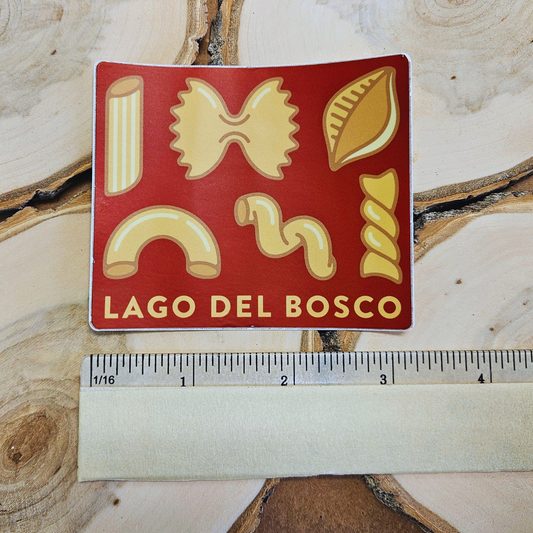 LAGO DEL BOSCO
1/16 1 2 3 4